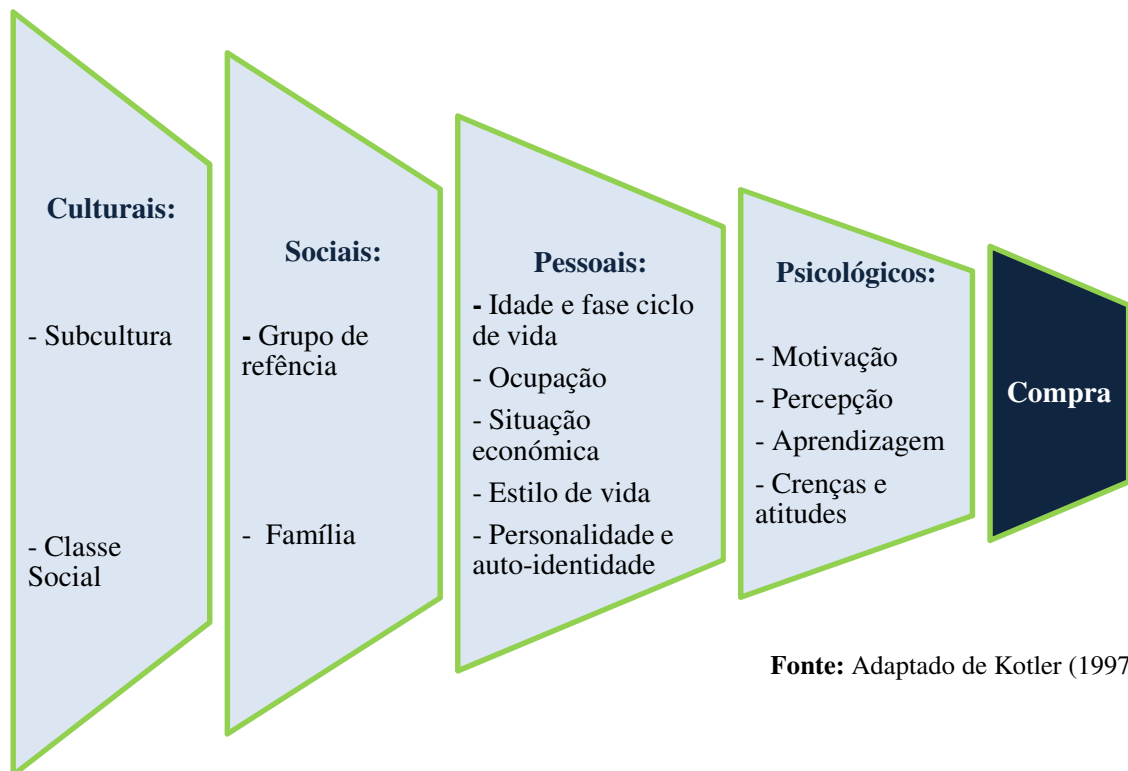 Culturais:
- Subcultura
- Classe
Social
Sociais:
- Grupo de
refência
- Família
Pessoais:
- Idade e fase ciclo
de vida
- Ocupação
- Situação
económica
- Estilo de vida
- Personalidade e
auto-identidade
Psicológicos:
- Motivação
- Percepção
- Aprendizagem
- Crenças e
atitudes
Compra
Fonte: Adaptado de Kotler (1997